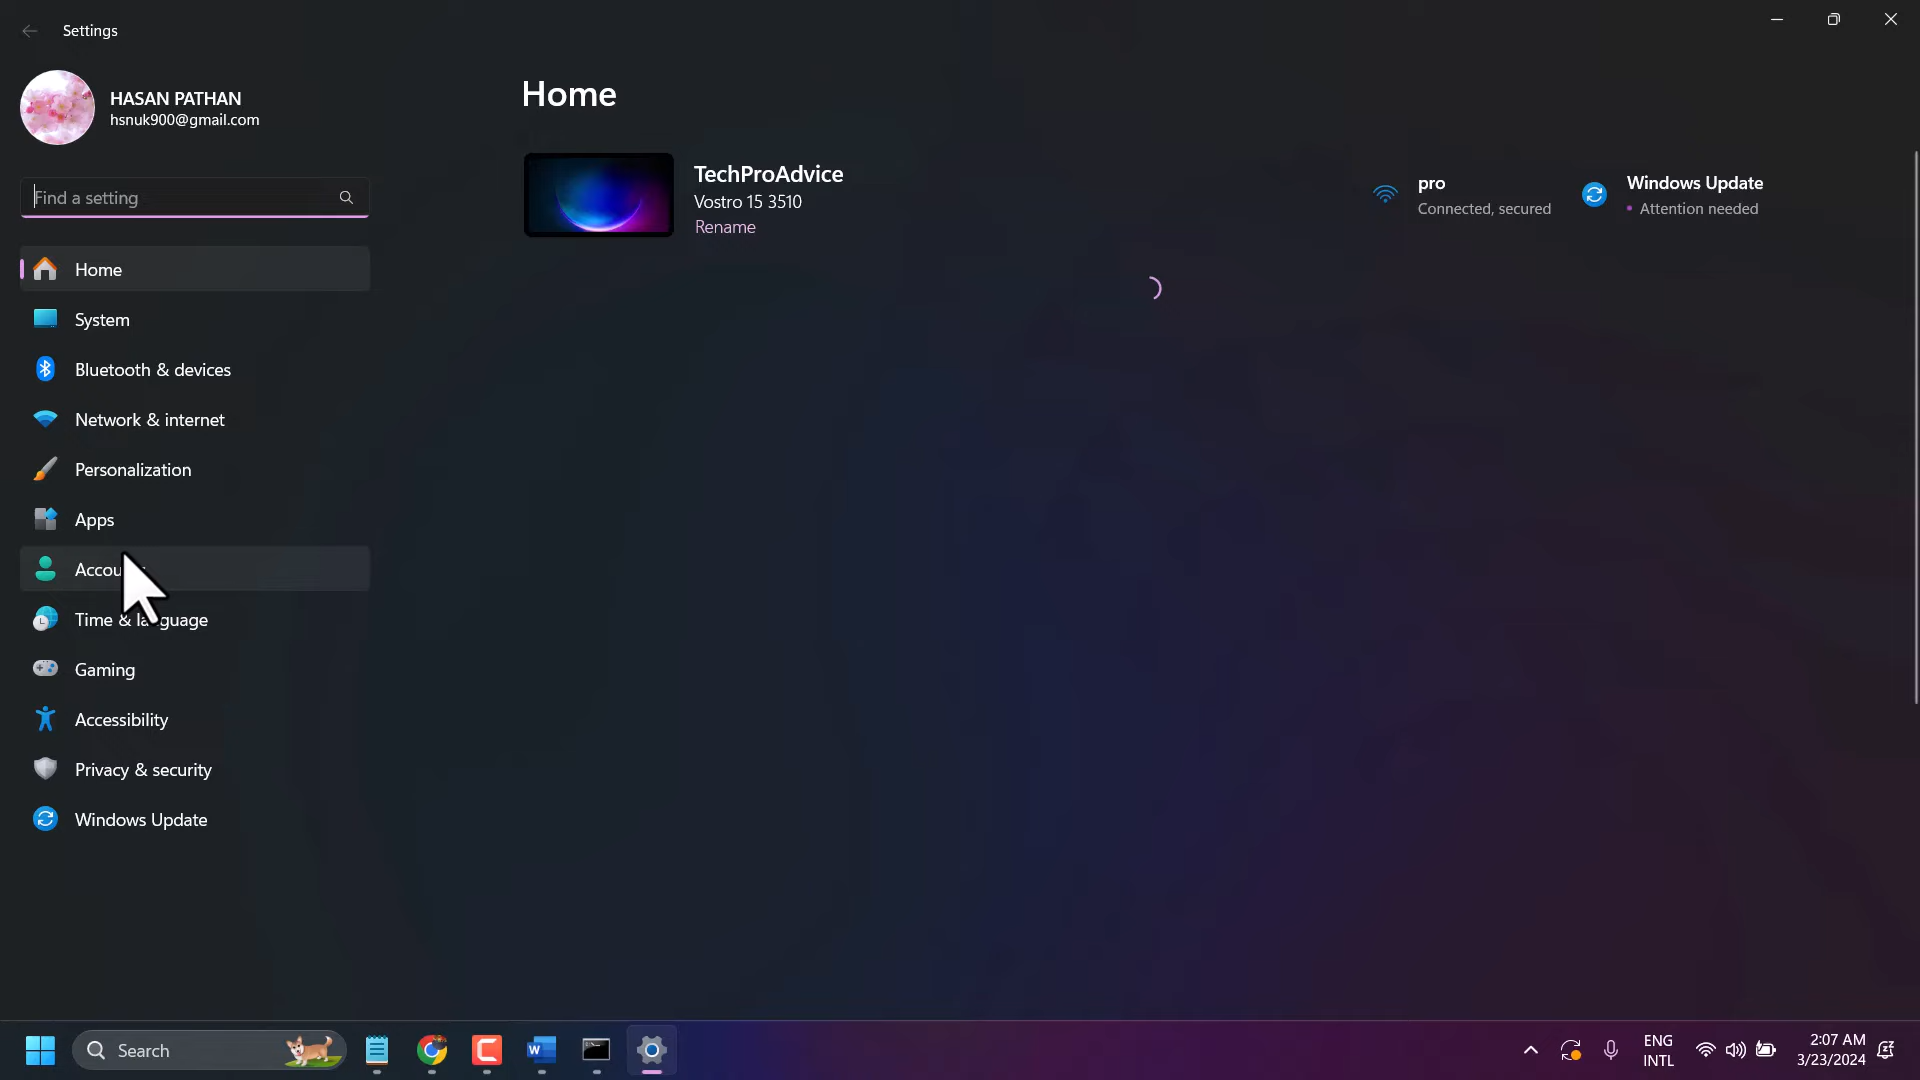 Settings
HASAN PATHAN
hsnuk900@gmail.com
Find a setting
Home
System
Bluetooth & devices
Network & internet
Personalization
Apps
Time & language
Gaming
Accessibility
Privacy & security
Windows Update
Home
TechProAdvice
Vostro 15 3510
Rename
pro
Connected, secured
Windows Update
Attention needed
Search
ENG
INTL
2:07 AM
3/23/2024